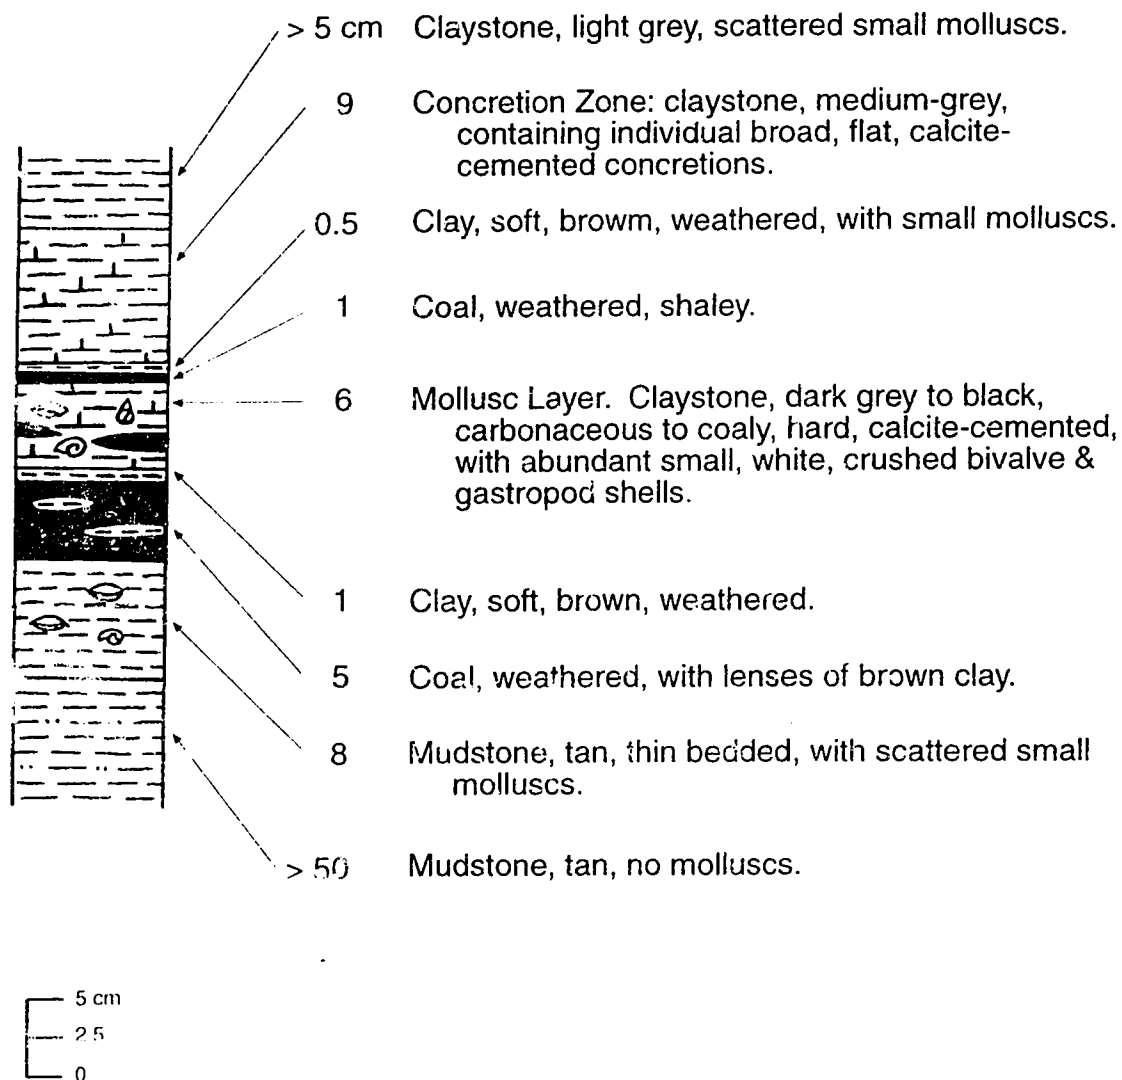 > 5 cm Claystone, light grey, scattered small molluscs.
9 Concretion Zone: claystone, medium-grey,
containing individual broad, flat, calcite-
cemented concretions.
0.5 Clay, soft, browm, weathered, with small molluscs.
1 Coal, weathered, shaley.
6 Mollusc Layer. Claystone, dark grey to black,
carbonaceous to coaly, hard, calcite-cemented,
with abundant small, white, crushed bivalve &
gastropod shells.
1 Clay, soft, brown, weathered.
5 Coal, weathered, with lenses of brown clay.
8 Mudstone, tan, thin bedded, with scattered small
molluscs.
> 50 Mudstone, tan, no molluscs.
5 cm
2.5
0